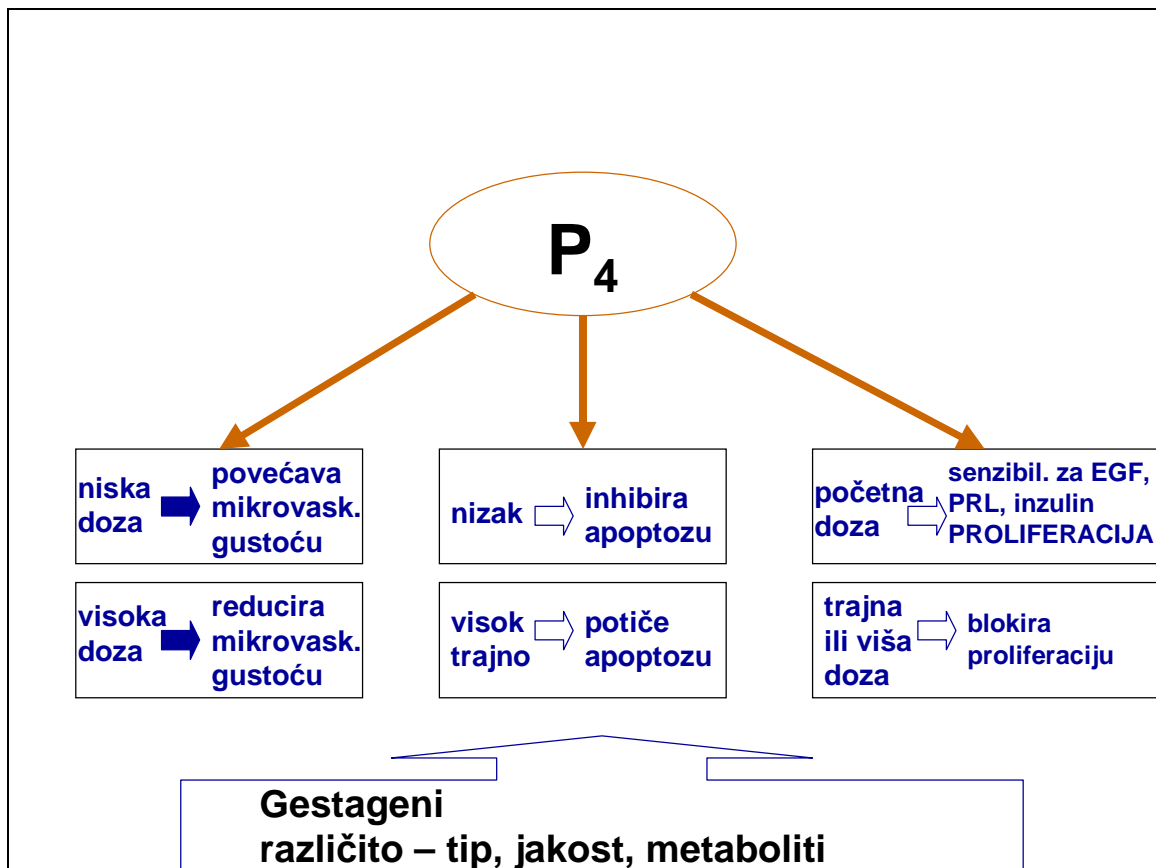 P4
niska
doza
povećava
mikrovask.
gustoću
nizak
inhibira
apoptozu
početna
doza
senzibil. za EGF,
PRL, inzulin
PROLIFERACIJA
visoka
doza
reducira
mikrovask.
gustoću
visok
trajno
potiče
apoptozu
trajna
ili viša
doza
blokira
proliferaciju
Gestageni
različito – tip, jakost, metaboliti